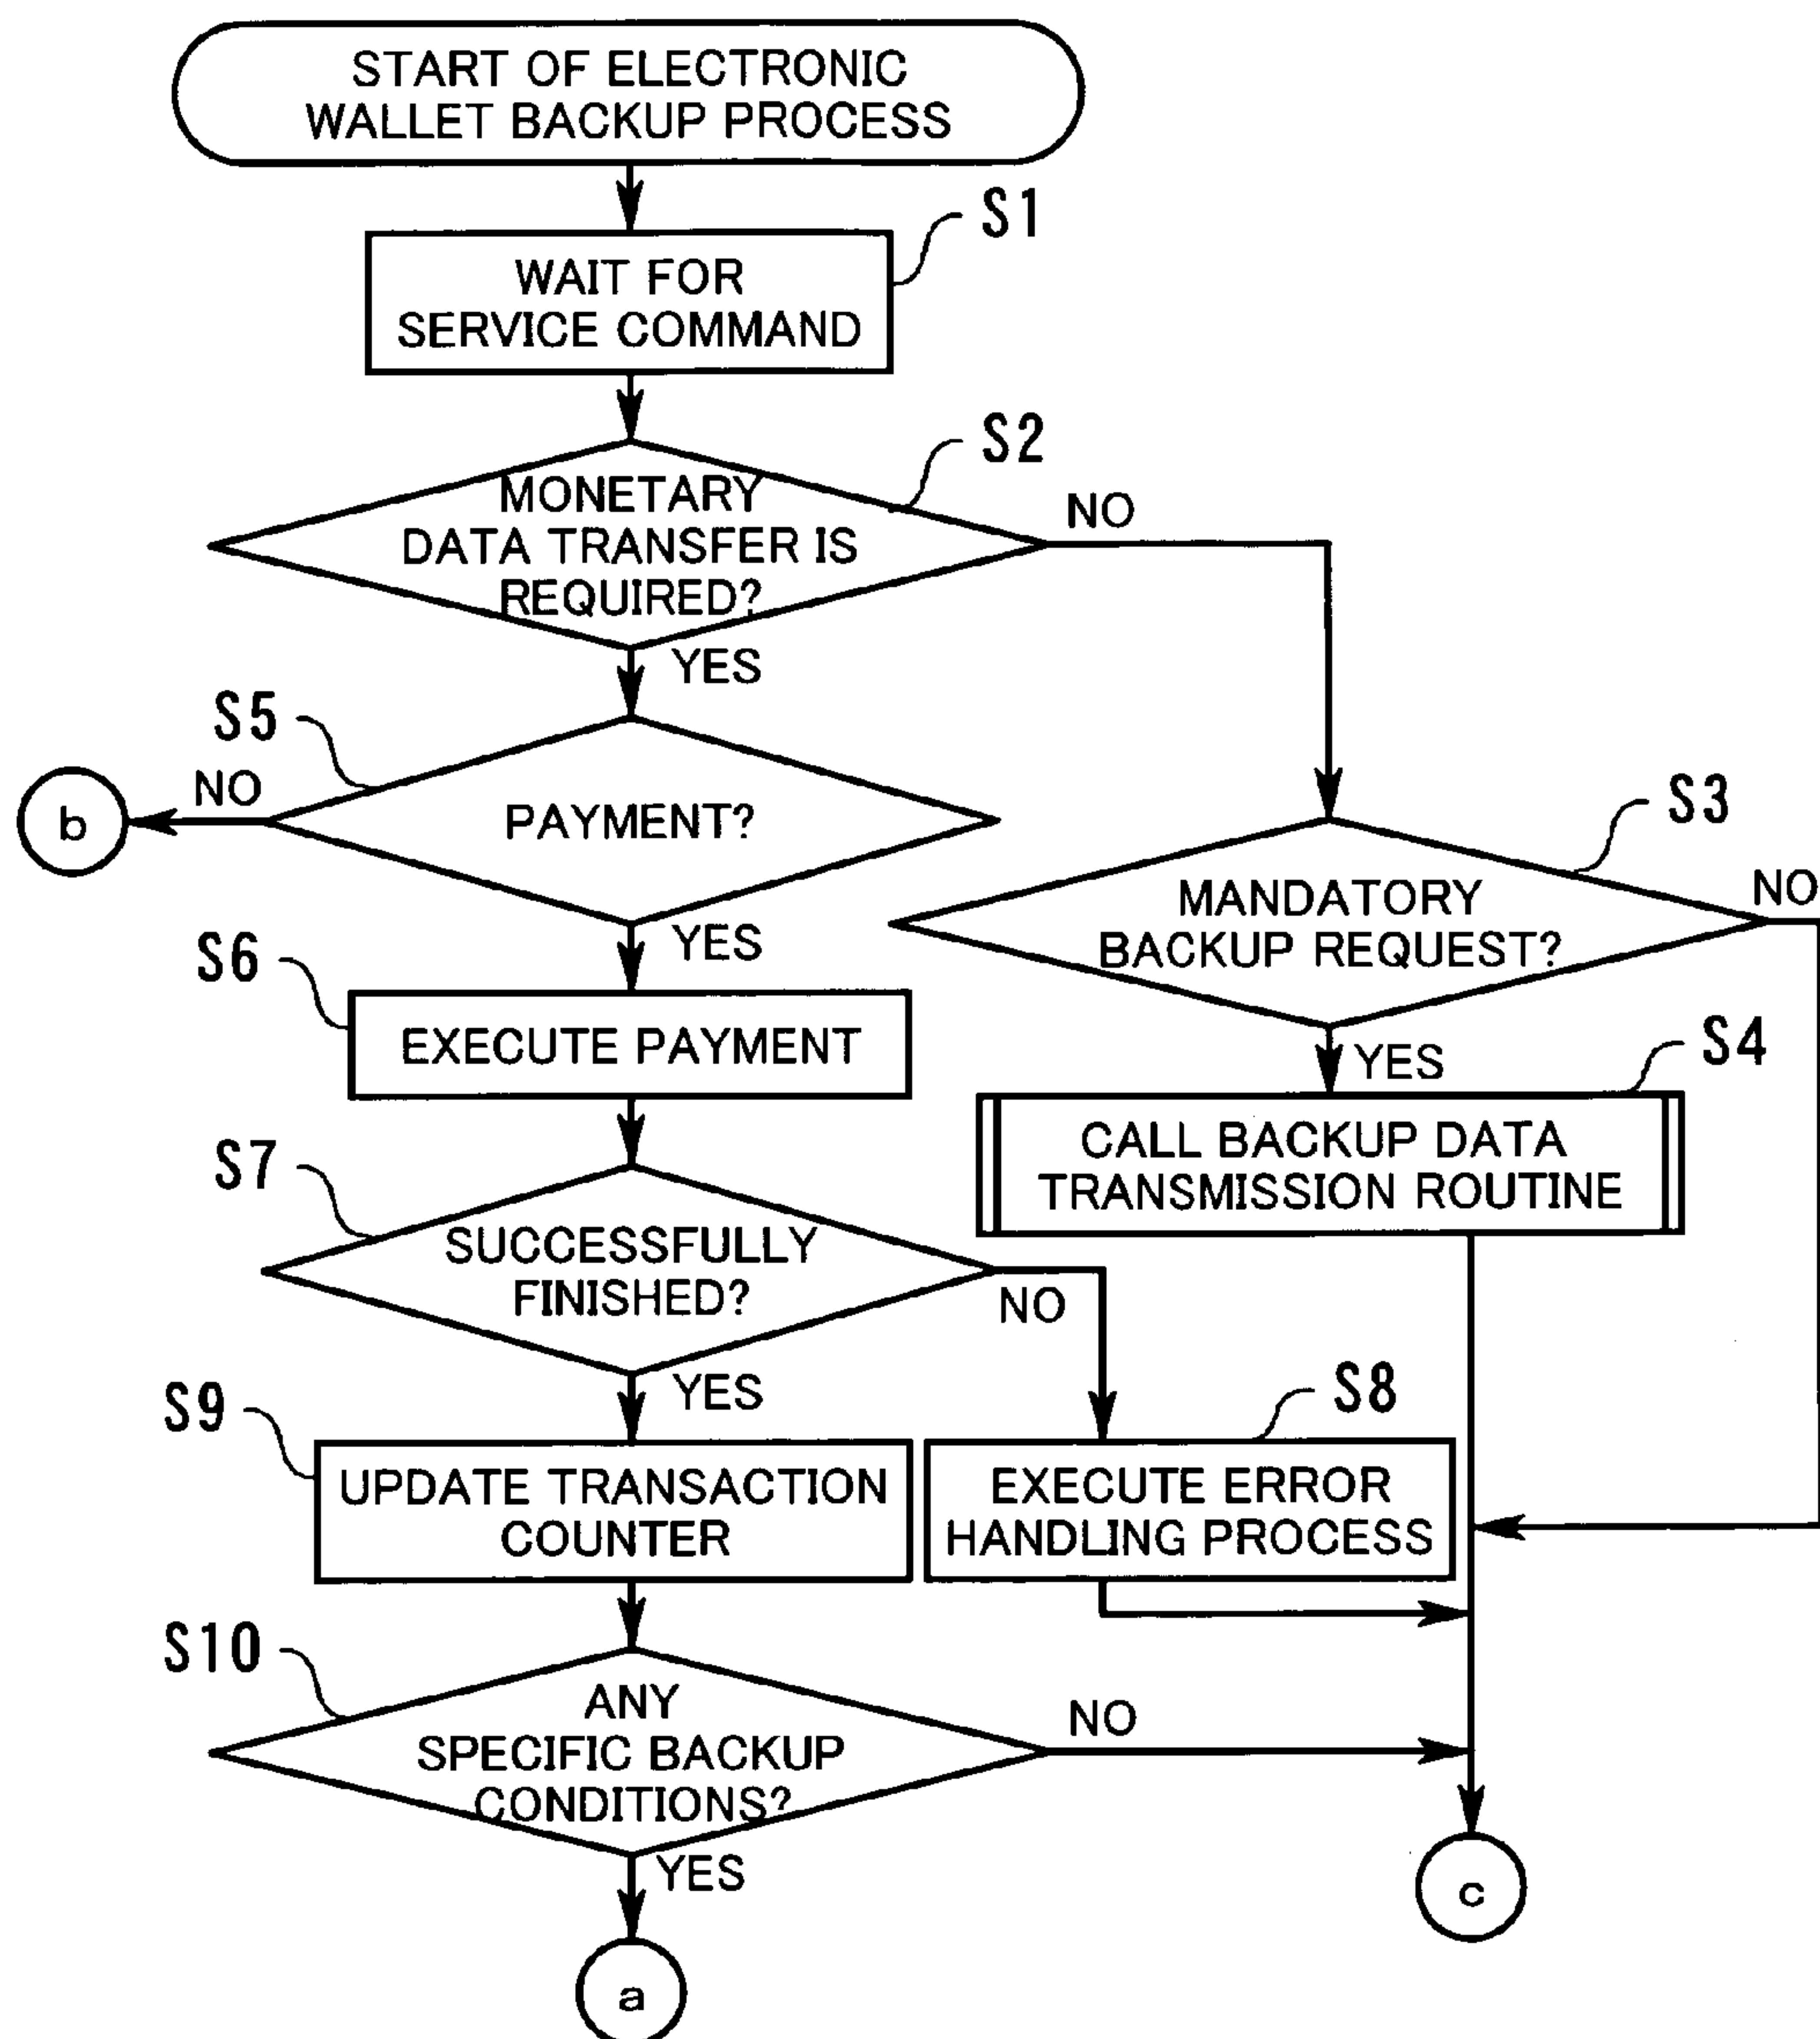 START OF ELECTRONIC
WALLET BACKUP PROCESS
S1
WAIT FOR
SERVICE COMMAND
S2
MONETARY
DATA TRANSFER IS
REQUIRED?
NO
YES
S5
NO
b
PAYMENT?
YES
S3
MANDATORY
BACKUP REQUEST?
NO
YES
S6
EXECUTE PAYMENT
S4
CALL BACKUP DATA
TRANSMISSION ROUTINE
S7
SUCCESSFULLY
FINISHED?
NO
YES
S8
EXECUTE ERROR
HANDLING PROCESS
S9
UPDATE TRANSACTION
COUNTER
S10
ANY
SPECIFIC BACKUP
CONDITIONS?
NO
YES
c
a